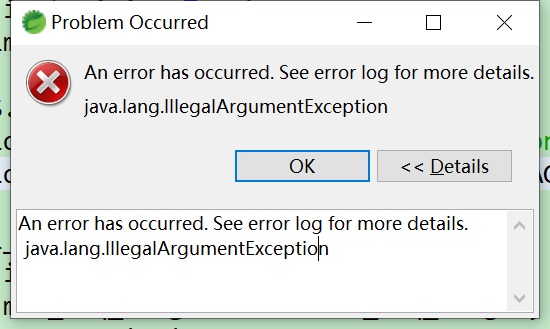 Problem Occurred
An error has occurred. See error log for more details.
java.lang.IllegalArgumentException
OK
<< Details
An error has occurred. See error log for more details.
java.lang.IllegalArgumentException